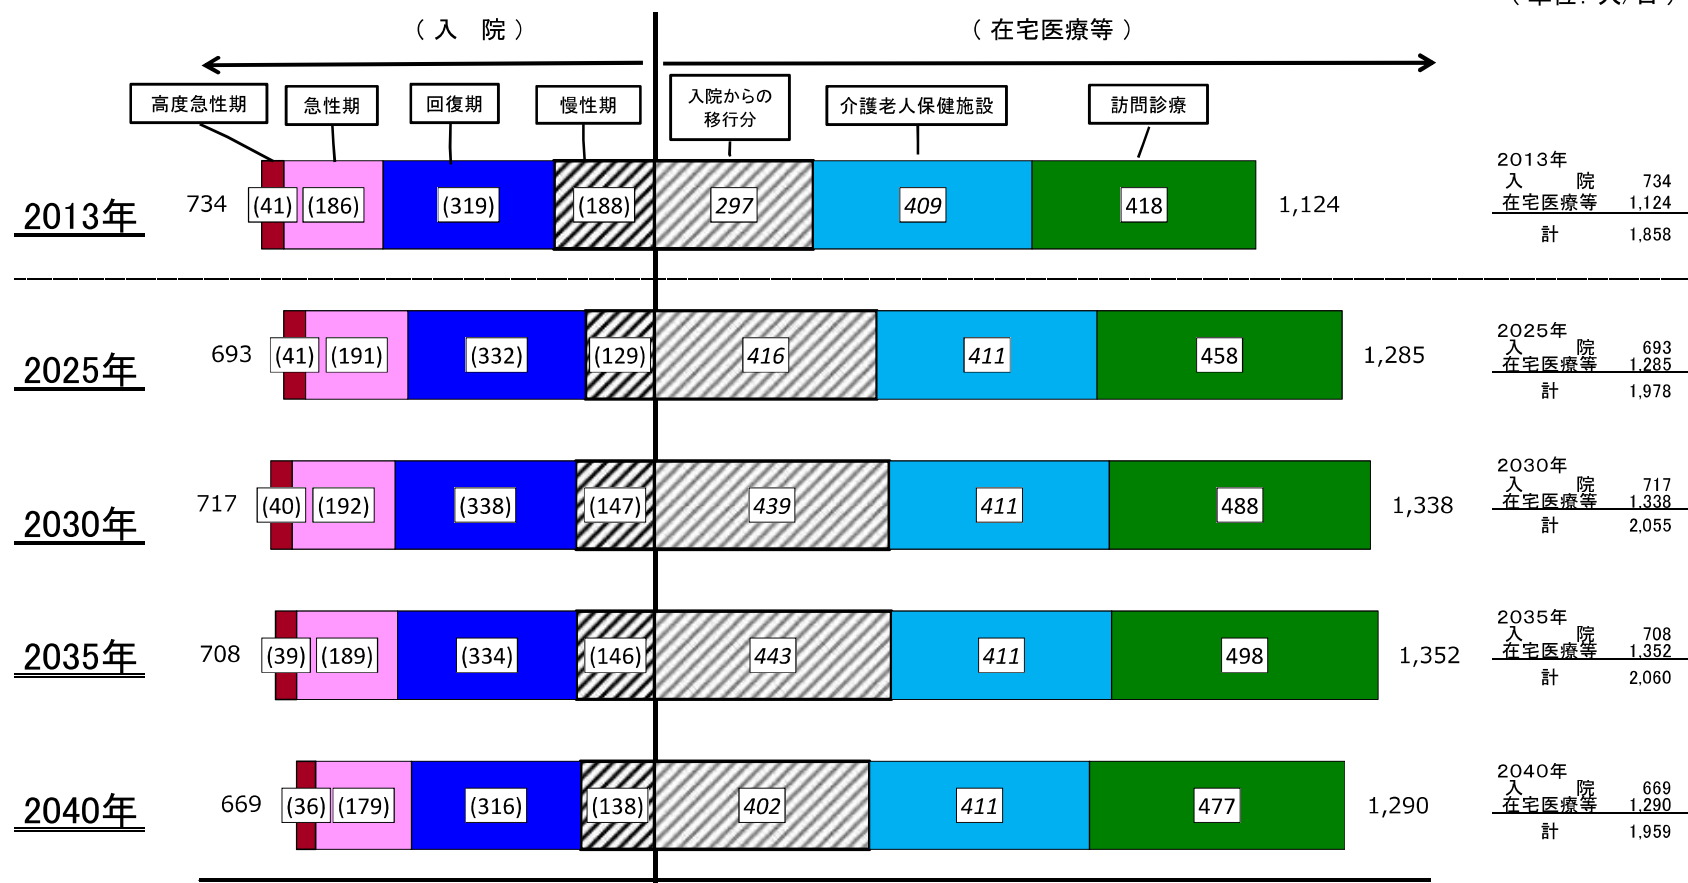 （入　院）
（在宅医療等）
高度急性期
急性期
回復期
慢性期
入院からの
移行分
介護老人保健施設
訪問診療
2013年
734 (41) (186) (319) (188) 297 409 418 1,124
2013年
入　　　院 734
在宅医療等 1,124
計 1,858
2025年
693 (41) (191) (332) (129) 416 411 458 1,285
2025年
入　　　院 693
在宅医療等 1,285
計 1,978
2030年
717 (40) (192) (338) (147) 439 411 488 1,338
2030年
入　　　院 717
在宅医療等 1,338
計 2,055
2035年
708 (39) (189) (334) (146) 443 411 498 1,352
2035年
入　　　院 708
在宅医療等 1,352
計 2,060
2040年
669 (36) (179) (316) (138) 402 411 477 1,290
2040年
入　　　院 669
在宅医療等 1,290
計 1,959